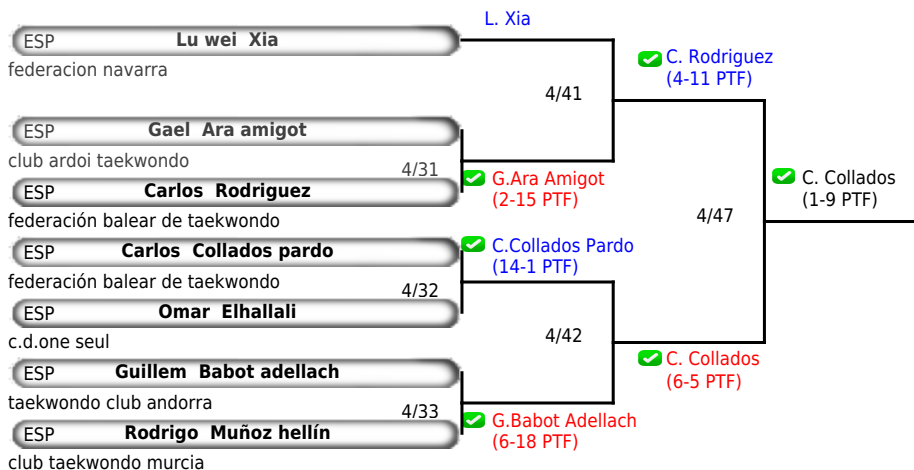 L. Xia
ESP Lu wei Xia
federacion navarra
C. Rodriguez
(4-11 PTF)
4/41
ESP Gael Ara amigot
club ardoi taekwondo
4/31
G.Ara Amigot
(2-15 PTF)
ESP Carlos Rodriguez
federación balear de taekwondo
C. Collados
(1-9 PTF)
4/47
ESP Carlos Collados pardo
federación balear de taekwondo
C.Collados Pardo
(14-1 PTF)
4/32
ESP Omar Elhallali
c.d.one seul
4/42
C. Collados
(6-5 PTF)
ESP Guillem Babot adellach
taekwondo club andorra
4/33
G.Babot Adellach
(6-18 PTF)
ESP Rodrigo Muñoz hellín
club taekwondo murcia